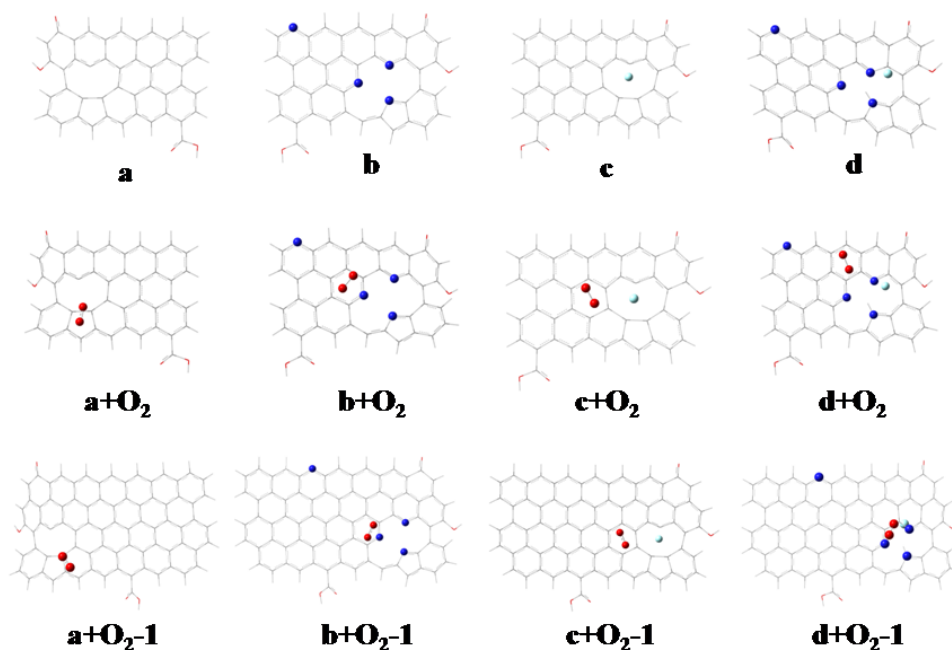 a
b
c
d
a+O₂
b+O₂
c+O₂
d+O₂
a+O₂-1
b+O₂-1
c+O₂-1
d+O₂-1